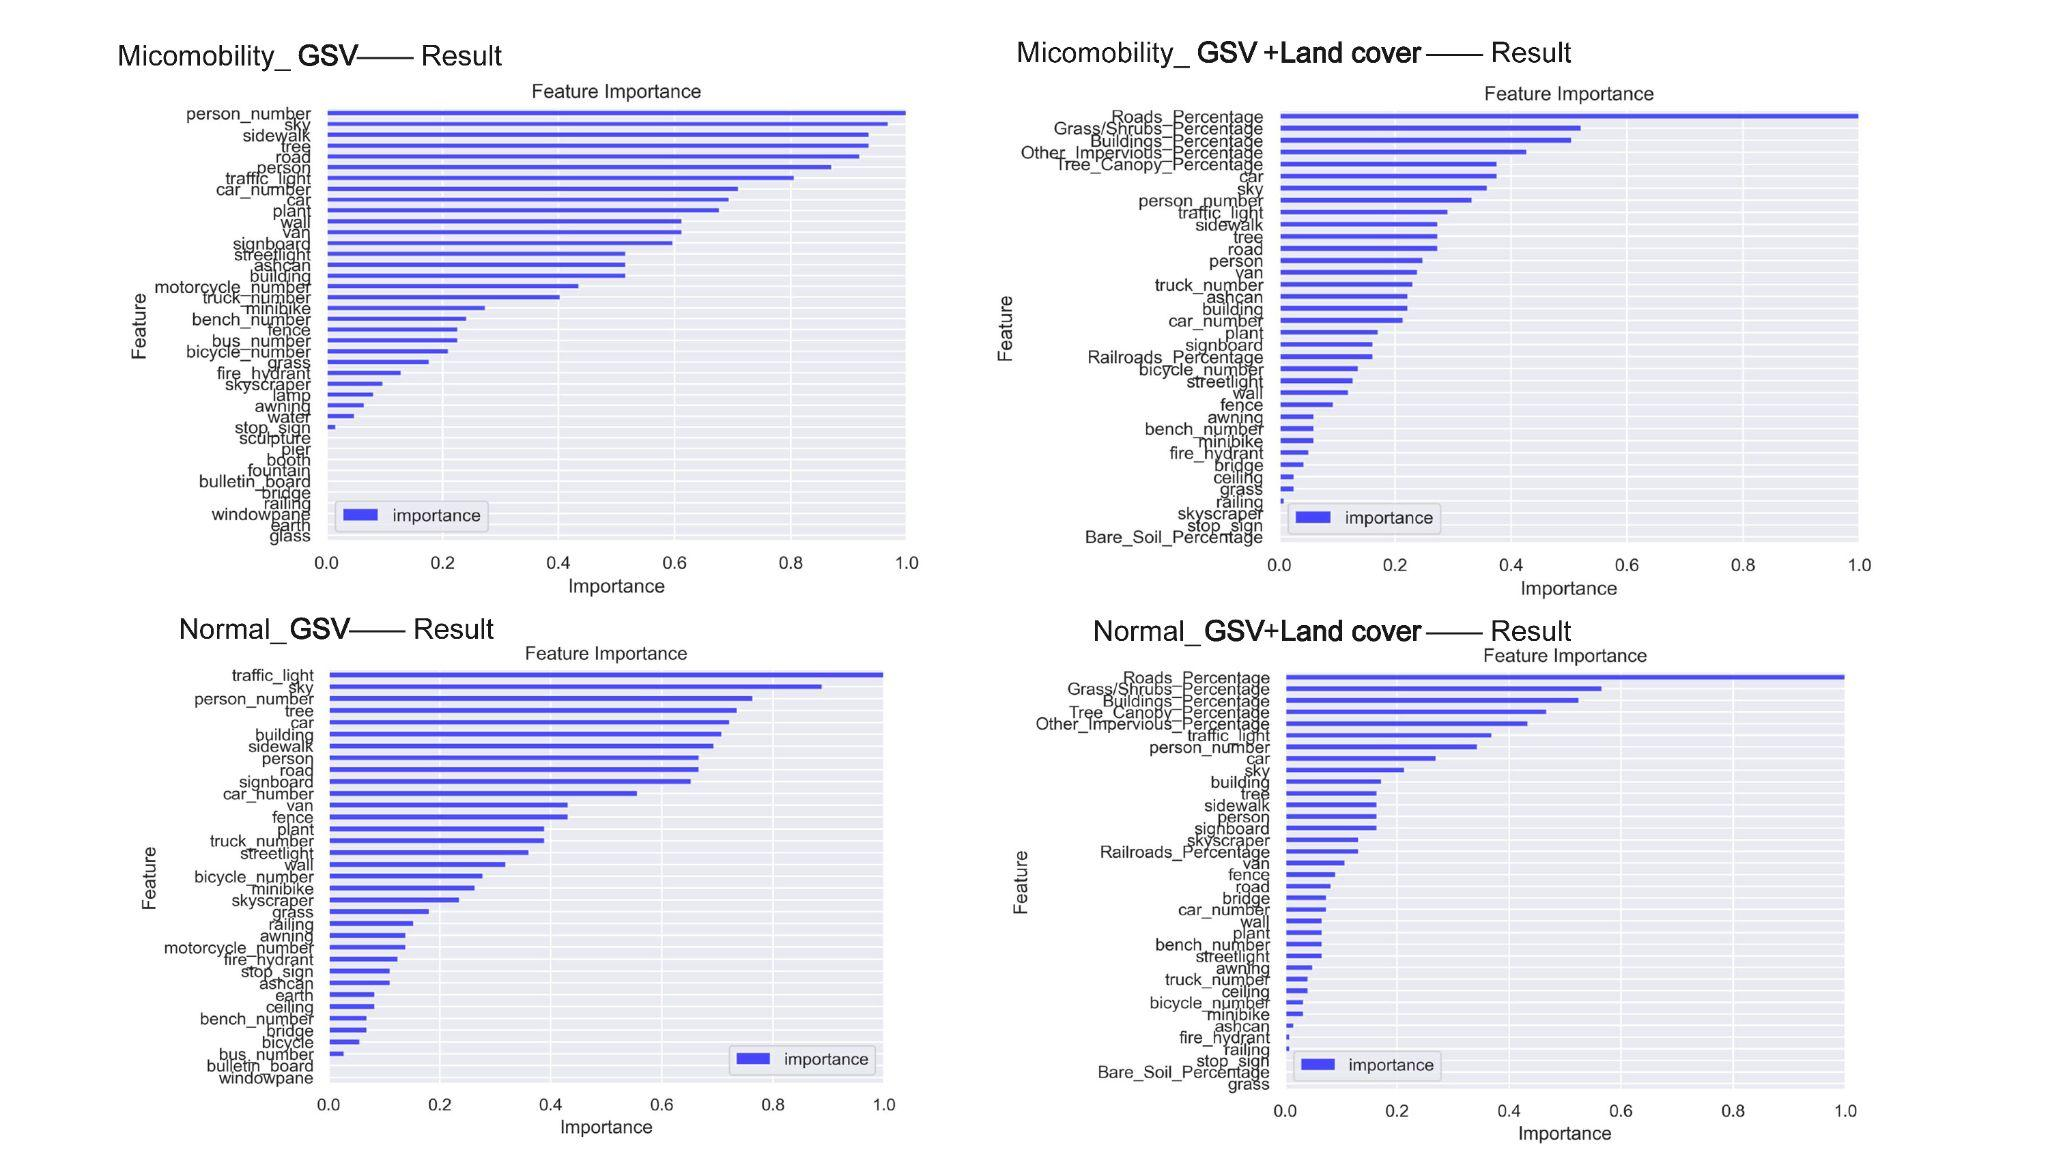 Micomobility_ GSV—— Result
Feature Importance
person_number
sky
sidewalk
tree
road
person
traffic_light
car_number
car
plant
wall
van
signboard
streetlight
ashcan
building
motorcycle_number
truck_number
minibike
bench_number
fence
bus_number
bicycle_number
grass
fire_hydrant
skyscraper
lamp
awning
water
stop_sign
sculpture
pier
booth
fountain
bulletin_board
bridge
railing
windowpane
earth
glass
Feature
importance
0.0 0.2 0.4 0.6 0.8 1.0
Importance
Micomobility_ GSV +Land cover —— Result
Feature Importance
Roads_Percentage
Grass/Shrubs_Percentage
Buildings_Percentage
Other_Impervious_Percentage
Tree_Canopy_Percentage
car
sky
person_number
traffic_light
sidewalk
tree
road
person
van
truck_number
ashcan
building
car_number
plant
signboard
Railroads_Percentage
bicycle_number
streetlight
wall
fence
awning
bench_number
minibike
fire_hydrant
bridge
ceiling
grass
railing
skyscraper
stop_sign
Bare_Soil_Percentage
Feature
importance
0.0 0.2 0.4 0.6 0.8 1.0
Importance
Normal_ GSV—— Result
Feature Importance
traffic_light
sky
person_number
tree
car
building
sidewalk
person
road
signboard
car_number
van
fence
plant
truck_number
streetlight
wall
bicycle_number
minibike
skyscraper
grass
railing
awning
motorcycle_number
fire_hydrant
stop_sign
ashcan
earth
ceiling
bench_number
bridge
bicycle
bus_number
bulletin_board
windowpane
Feature
importance
0.0 0.2 0.4 0.6 0.8 1.0
Importance
Normal_ GSV+Land cover —— Result
Feature Importance
Roads_Percentage
Grass/Shrubs_Percentage
Buildings_Percentage
Tree_Canopy_Percentage
Other_Impervious_Percentage
traffic_light
person_number
car
sky
building
tree
sidewalk
person
signboard
skyscraper
Railroads_Percentage
van
fence
road
bridge
car_number
wall
plant
bench_number
streetlight
awning
truck_number
ceiling
bicycle_number
minibike
ashcan
fire_hydrant
railing
stop_sign
Bare_Soil_Percentage
grass
Feature
importance
0.0 0.2 0.4 0.6 0.8 1.0
Importance